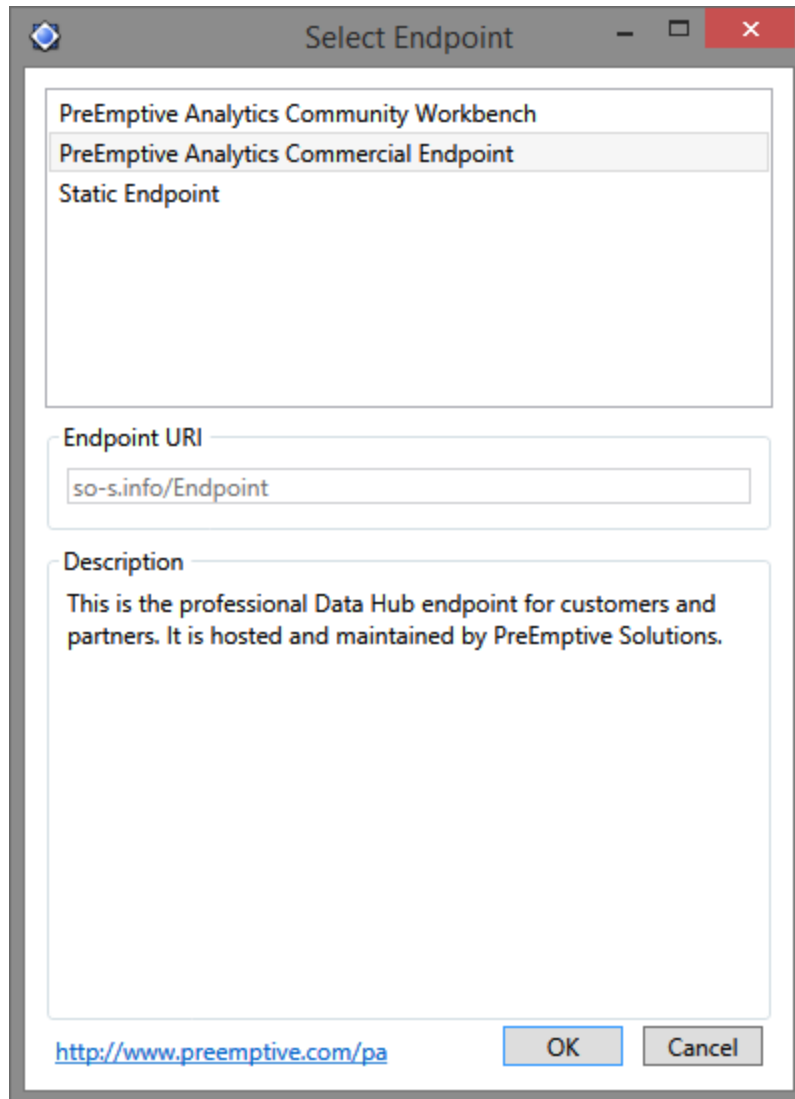 Select Endpoint
PreEmptive Analytics Community Workbench
PreEmptive Analytics Commercial Endpoint
Static Endpoint
Endpoint URI
so-s.info/Endpoint
Description
This is the professional Data Hub endpoint for customers and
partners. It is hosted and maintained by PreEmptive Solutions.
http://www.preemptive.com/pa
OK
Cancel